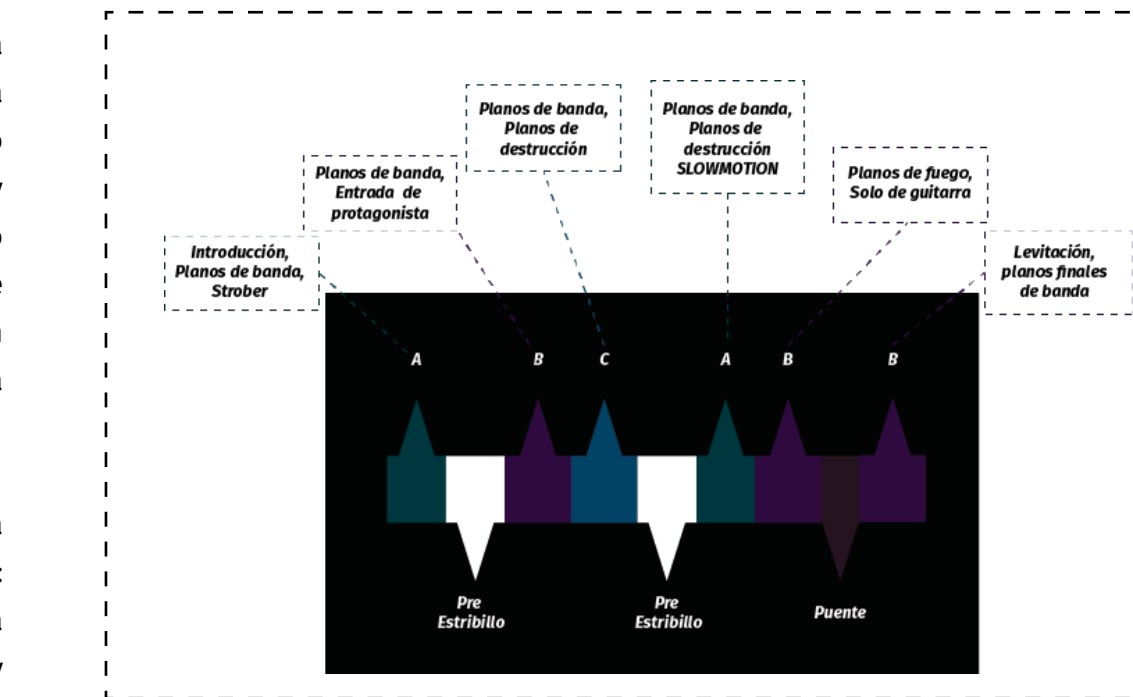 Introducción,
Planos de banda,
Strober
Planos de banda,
Entrada de
protagonista
Planos de banda,
Planos de
destrucción
Planos de banda,
Planos de
destrucción
SLOWMOTION
Planos de fuego,
Solo de guitarra
Levitación,
planos finales
de banda
A
B
C
A
B
B
Pre
Estribillo
Pre
Estribillo
Puente